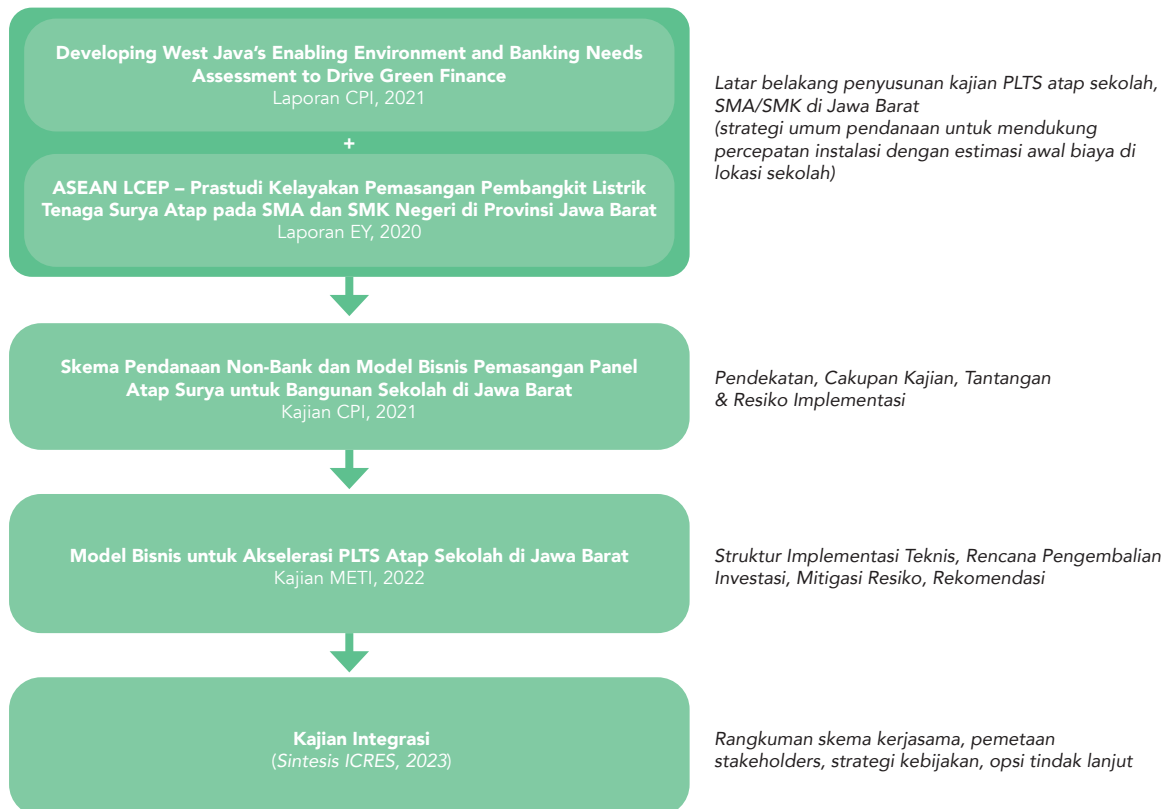 Developing West Java's Enabling Environment and Banking Needs
Assessment to Drive Green Finance
Laporan CPI, 2021
+
ASEAN LCEP – Prastudi Kelayakan Pemasangan Pembangkit Listrik
Tenaga Surya Atap pada SMA dan SMK Negeri di Provinsi Jawa Barat
Laporan EY, 2020
Latar belakang penyusunan kajian PLTS atap sekolah,
SMA/SMK di Jawa Barat
(strategi umum pendanaan untuk mendukung
percepatan instalasi dengan estimasi awal biaya di
lokasi sekolah)
Skema Pendanaan Non-Bank dan Model Bisnis Pemasangan Panel
Atap Surya untuk Bangunan Sekolah di Jawa Barat
Kajian CPI, 2021
Pendekatan, Cakupan Kajian, Tantangan
& Resiko Implementasi
Model Bisnis untuk Akselerasi PLTS Atap Sekolah di Jawa Barat
Kajian METI, 2022
Struktur Implementasi Teknis, Rencana Pengembalian
Investasi, Mitigasi Resiko, Rekomendasi
Kajian Integrasi
(Sintesis ICRES, 2023)
Rangkuman skema kerjasama, pemetaan
stakeholders, strategi kebijakan, opsi tindak lanjut